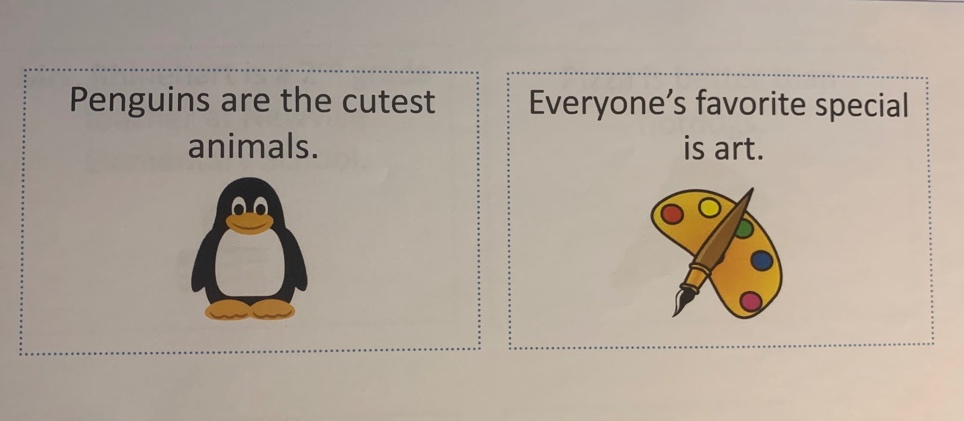 Penguins are the cutest
animals.
Everyone's favorite special
is art.